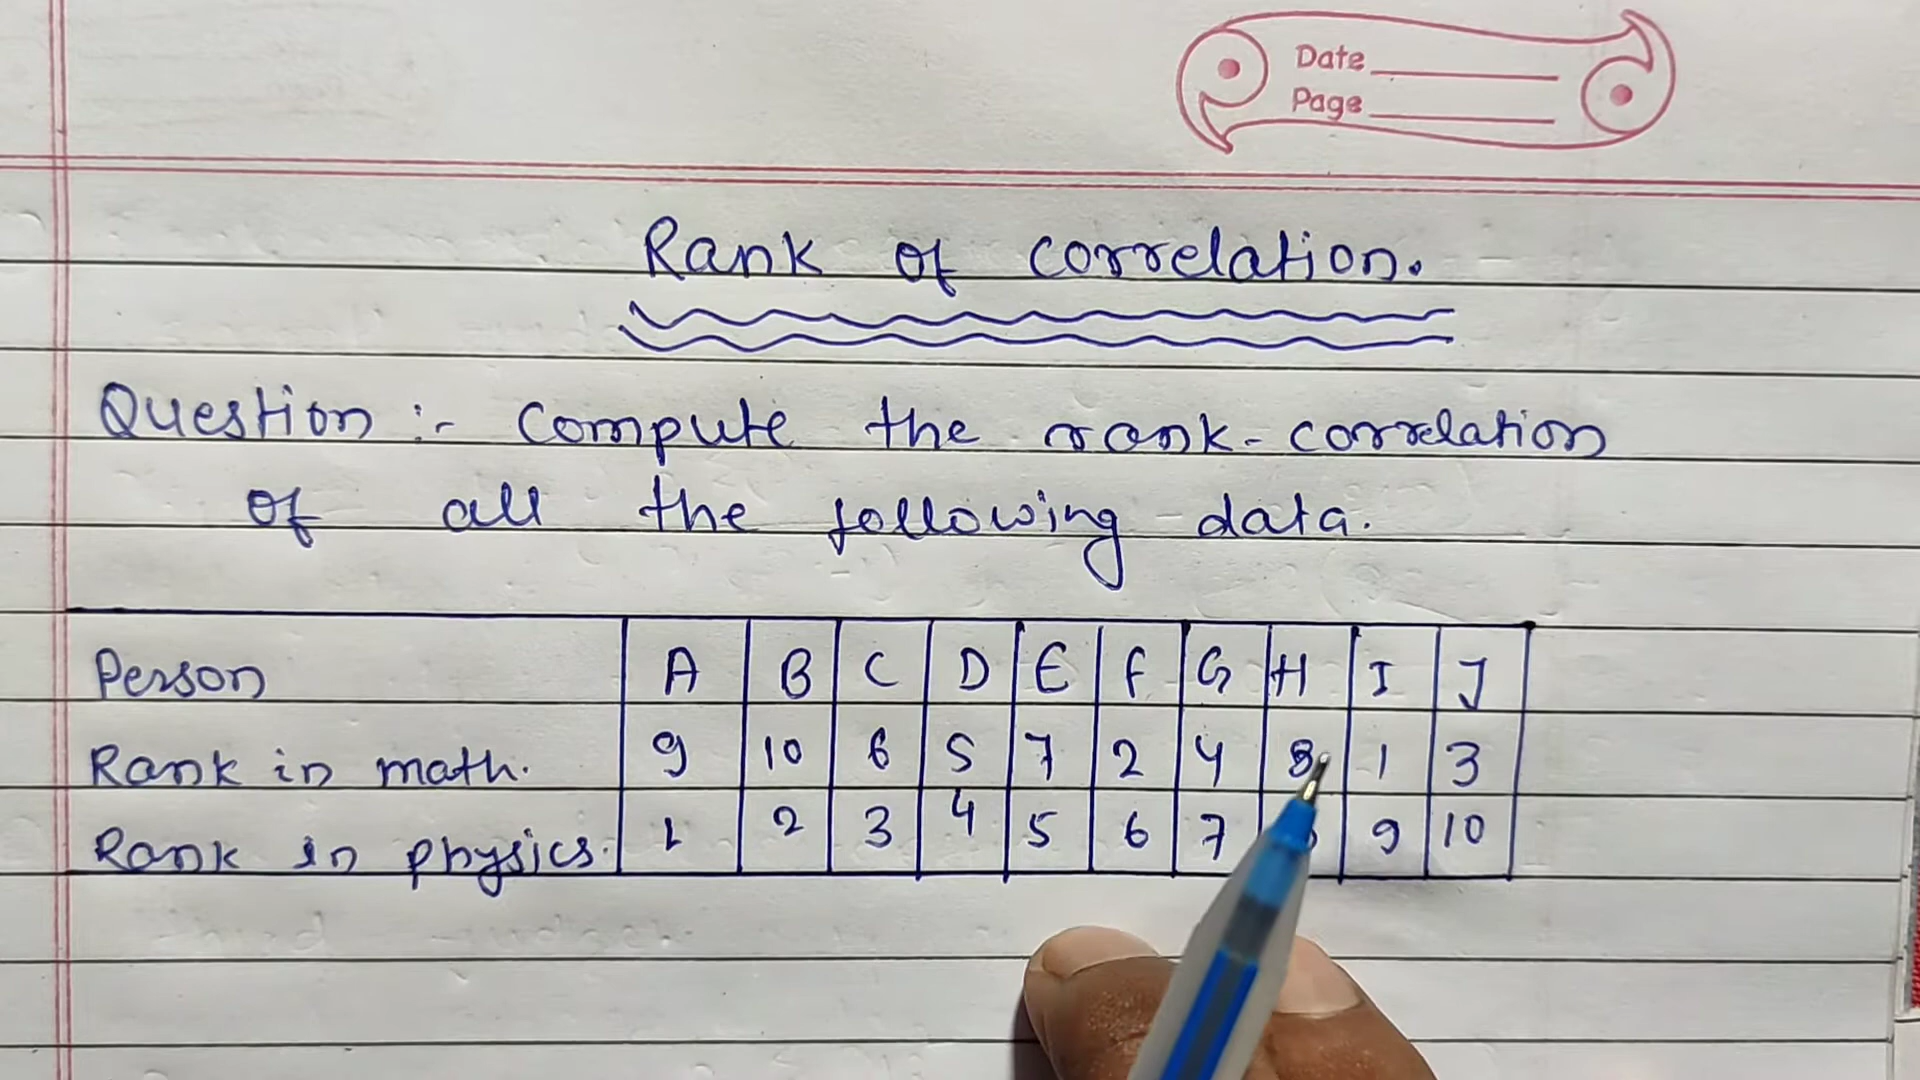 Date
Page
Rank of correlation.
Question :- compute the rank-correlation
of all the following data.
Person A B C D E F G H I J
Rank in math. 9 10 6 5 7 2 4 8 1 3
Rank in physics. 1 2 3 4 5 6 7 9 10